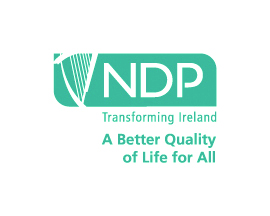 NDP
Transforming Ireland
A Better Quality
of Life for All